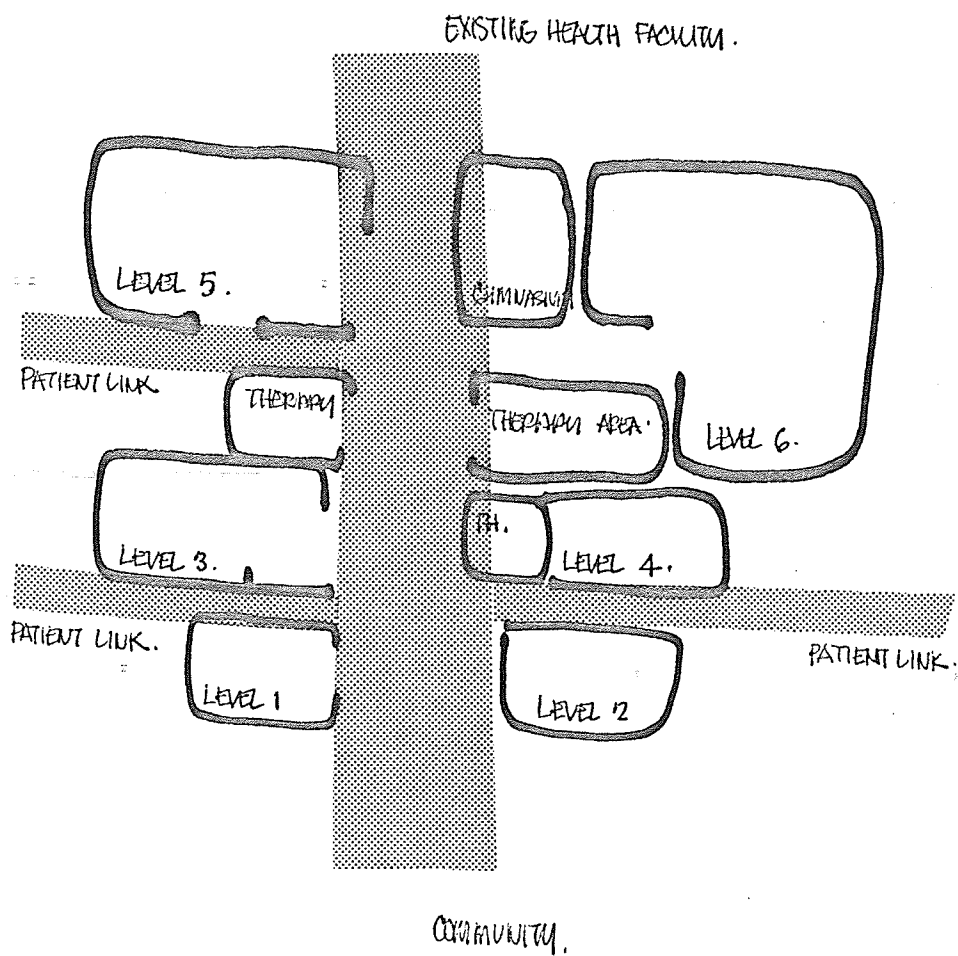 EXISTING HEALTH FACILITY.
LEVEL 5.
GIMNASIUM
PATIENT LINK
THERAPY
THERAPY AREA.
LEVEL 6.
LEVEL 3.
TH.
LEVEL 4.
PATIENT LINK.
PATIENT LINK.
LEVEL 1
LEVEL 2
COMMUNITY.